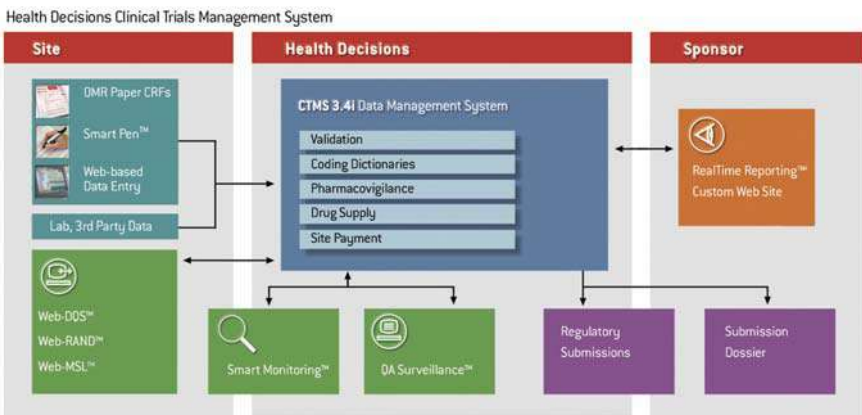 Health Decisions Clinical Trials Management System
Site
Health Decisions
Sponsor
OMR Paper CRFs
Smart Pen™
Web-based
Data Entry
Lab, 3rd Party Data
Web-DQS™
Web-RAND™
Web-MSL™
CTMS 3.4i Data Management System
Validation
Coding Dictionaries
Pharmacovigilance
Drug Supply
Site Payment
Smart Monitoring™
QA Surveillance™
RealTime Reporting™
Custom Web Site
Regulatory
Submissions
Submission
Dossier